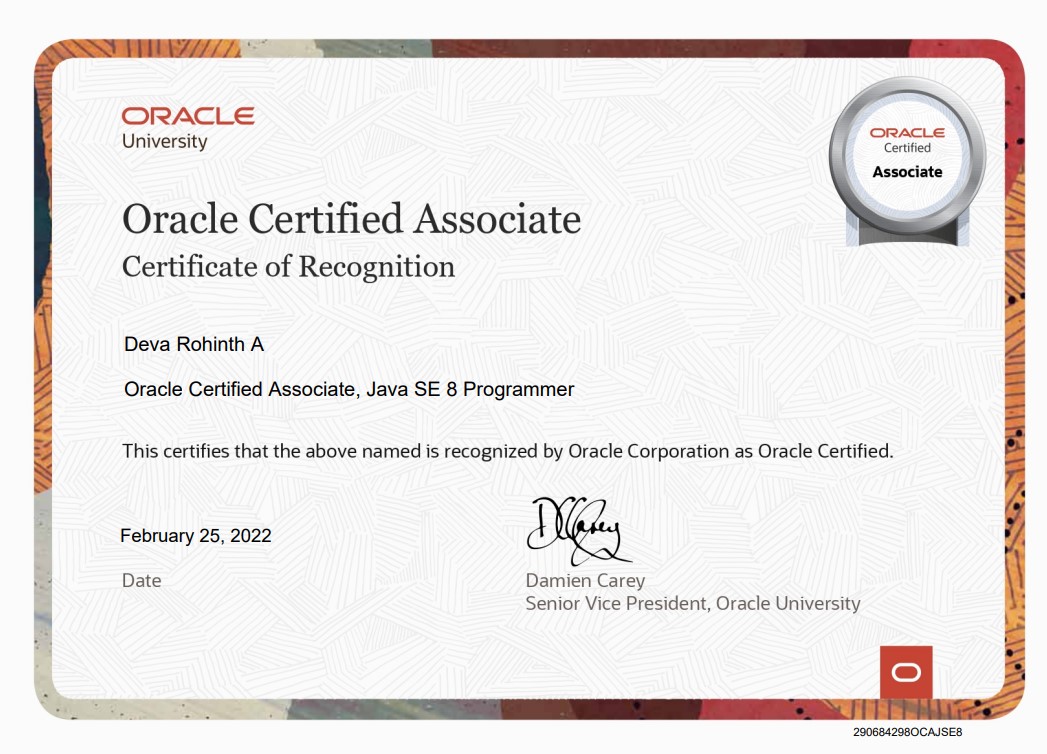 ORACLE
University
ORACLE
Certified
Associate
Oracle Certified Associate
Certificate of Recognition
Deva Rohinth A
Oracle Certified Associate, Java SE 8 Programmer
This certifies that the above named is recognized by Oracle Corporation as Oracle Certified.
DCarey
February 25, 2022
Date
Damien Carey
Senior Vice President, Oracle University
290684298OCAJSE8